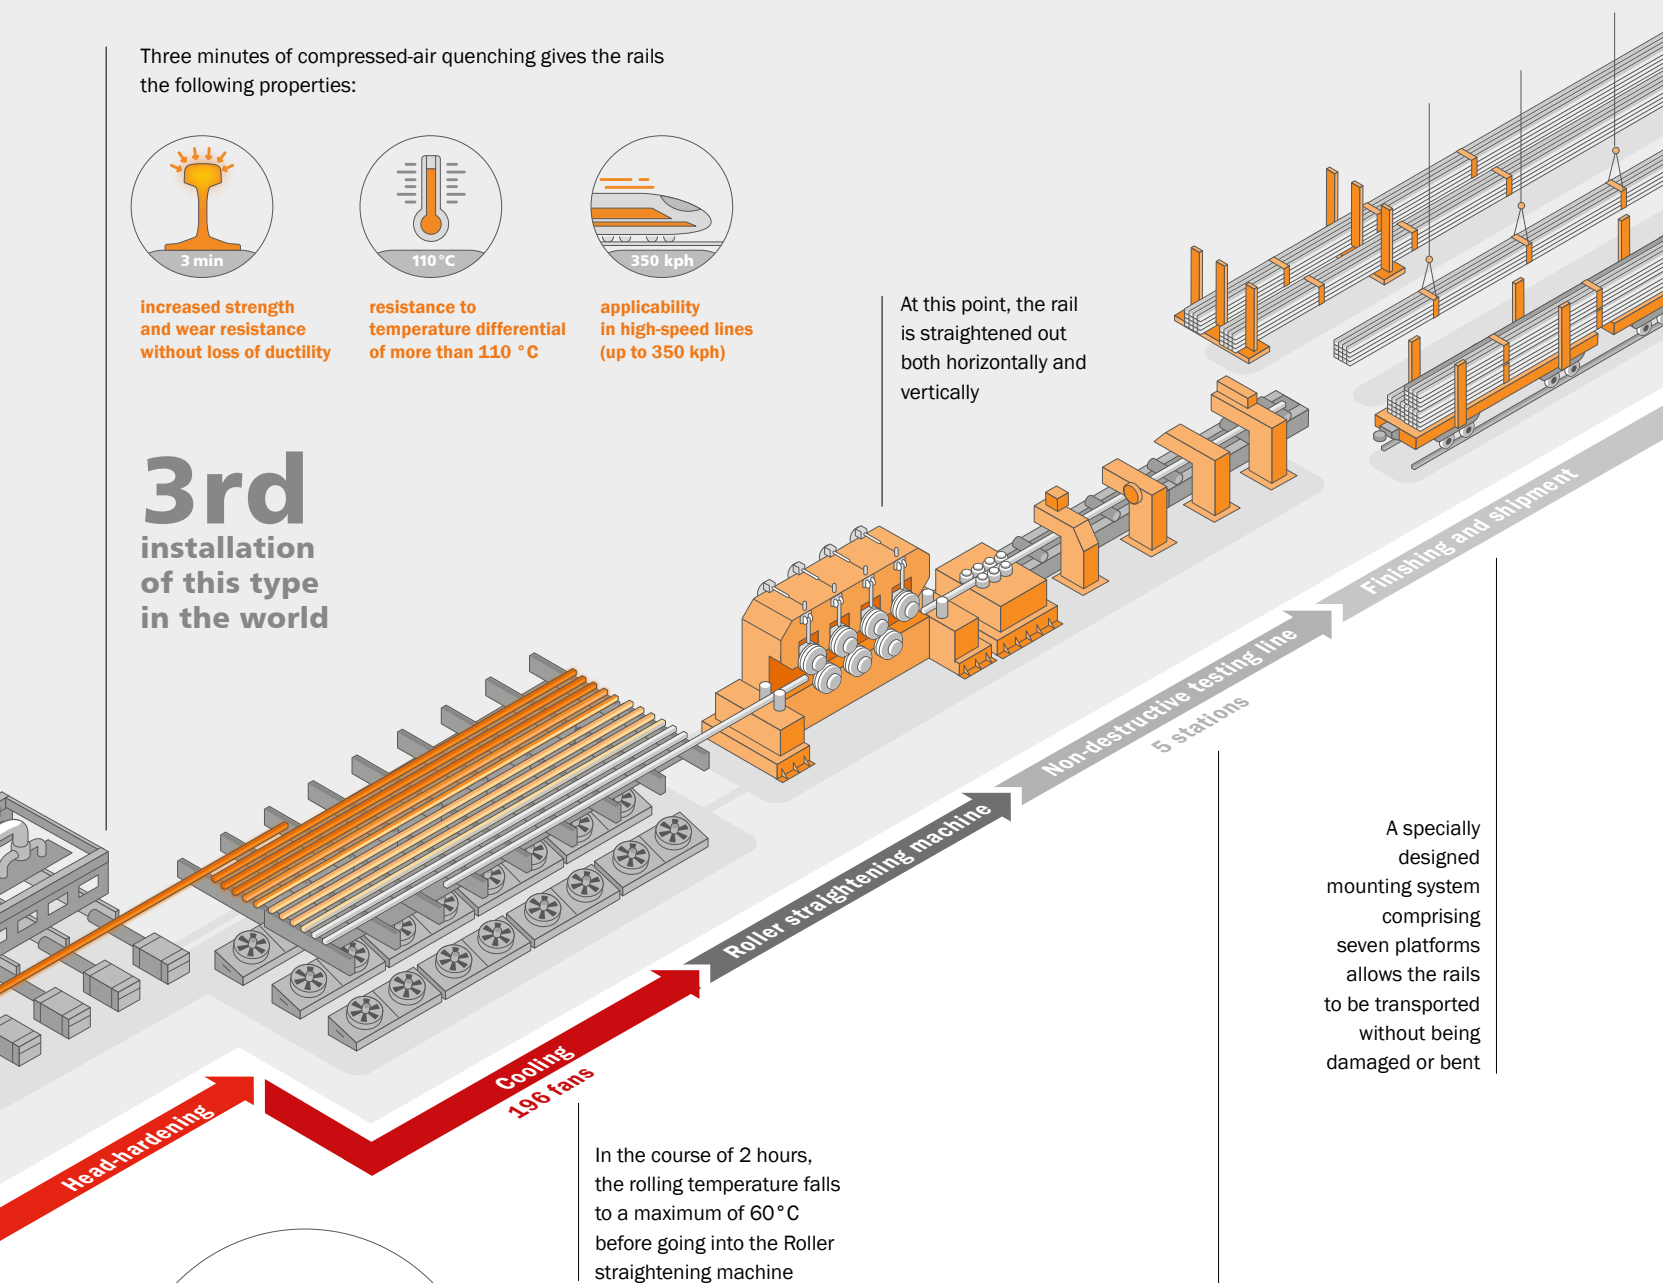 Three minutes of compressed-air quenching gives the rails
the following properties:
3 min
110 °C
350 kph
increased strength
and wear resistance
without loss of ductility
resistance to
temperature differential
of more than 110 °C
applicability
in high-speed lines
(up to 350 kph)
At this point, the rail
is straightened out
both horizontally and
vertically
3rd
installation
of this type
in the world
Head-hardening
Cooling
196 fans
Roller straightening machine
Non-destructive testing line
5 stations
Finishing and shipment
In the course of 2 hours,
the rolling temperature falls
to a maximum of 60°C
before going into the Roller
straightening machine
A specially
designed
mounting system
comprising
seven platforms
allows the rails
to be transported
without being
damaged or bent